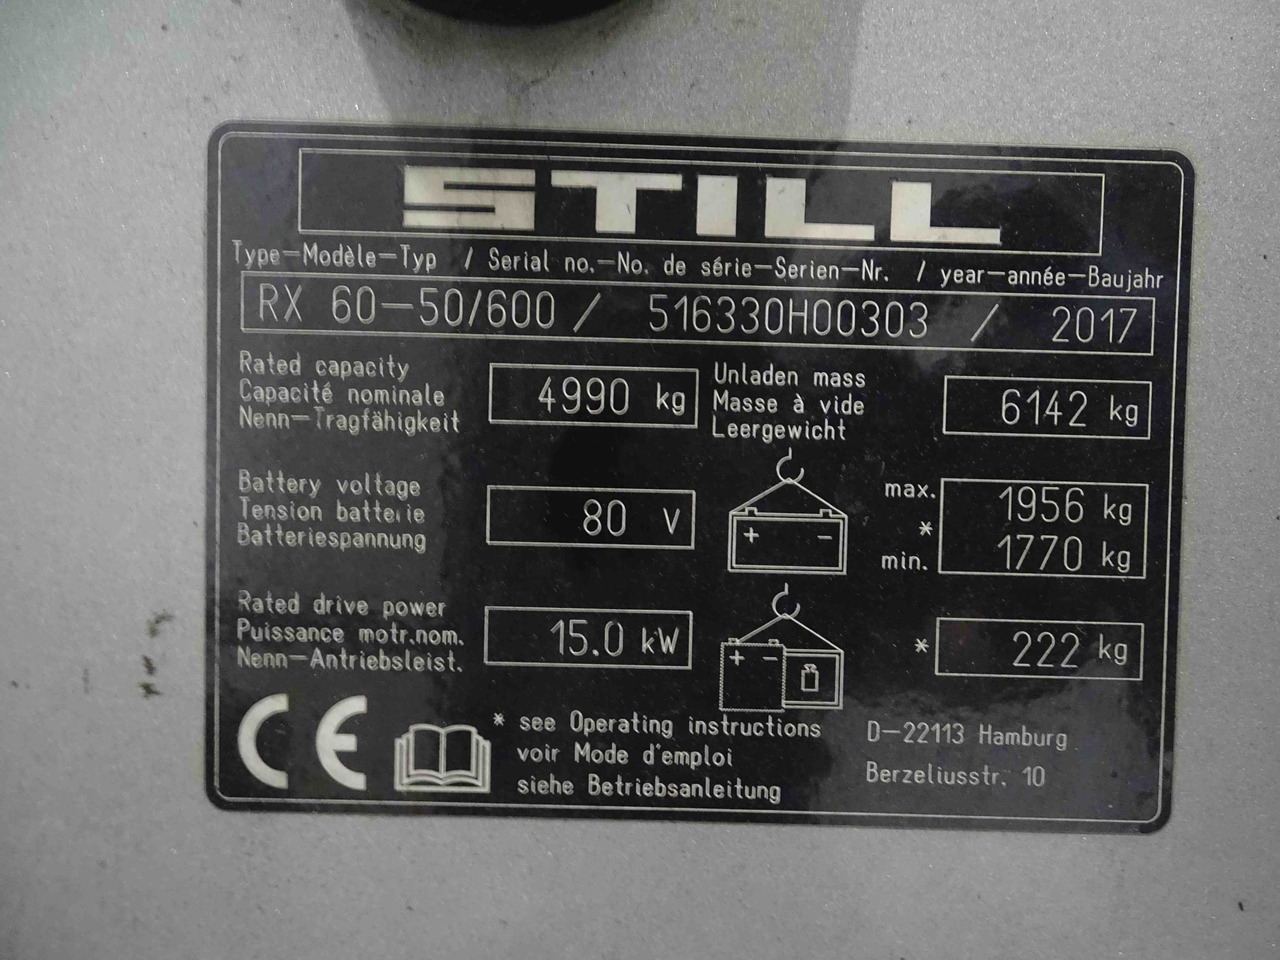 STILL
Type-Modèle-Typ / Serial no.-No. de série-Serien-Nr. / year-année-Baujahr
RX 60-50/600 / 516330H00303 / 2017
Rated capacity
Capacité nominale
Nenn-Tragfähigkeit
4990 kg
Unladen mass
Masse à vide
Leergewicht
6142 kg
Battery voltage
Tension batterie
Batteriespannung
80 V
+ -
max. 1956 kg
*
min. 1770 kg
Rated drive power
Puissance motr.nom.
Nenn-Antriebsleist.
15.0 kW
+ -
* 222 kg
CE
* see Operating instructions
voir Mode d'emploi
siehe Betriebsanleitung
D-22113 Hamburg
Berzeliusstr. 10